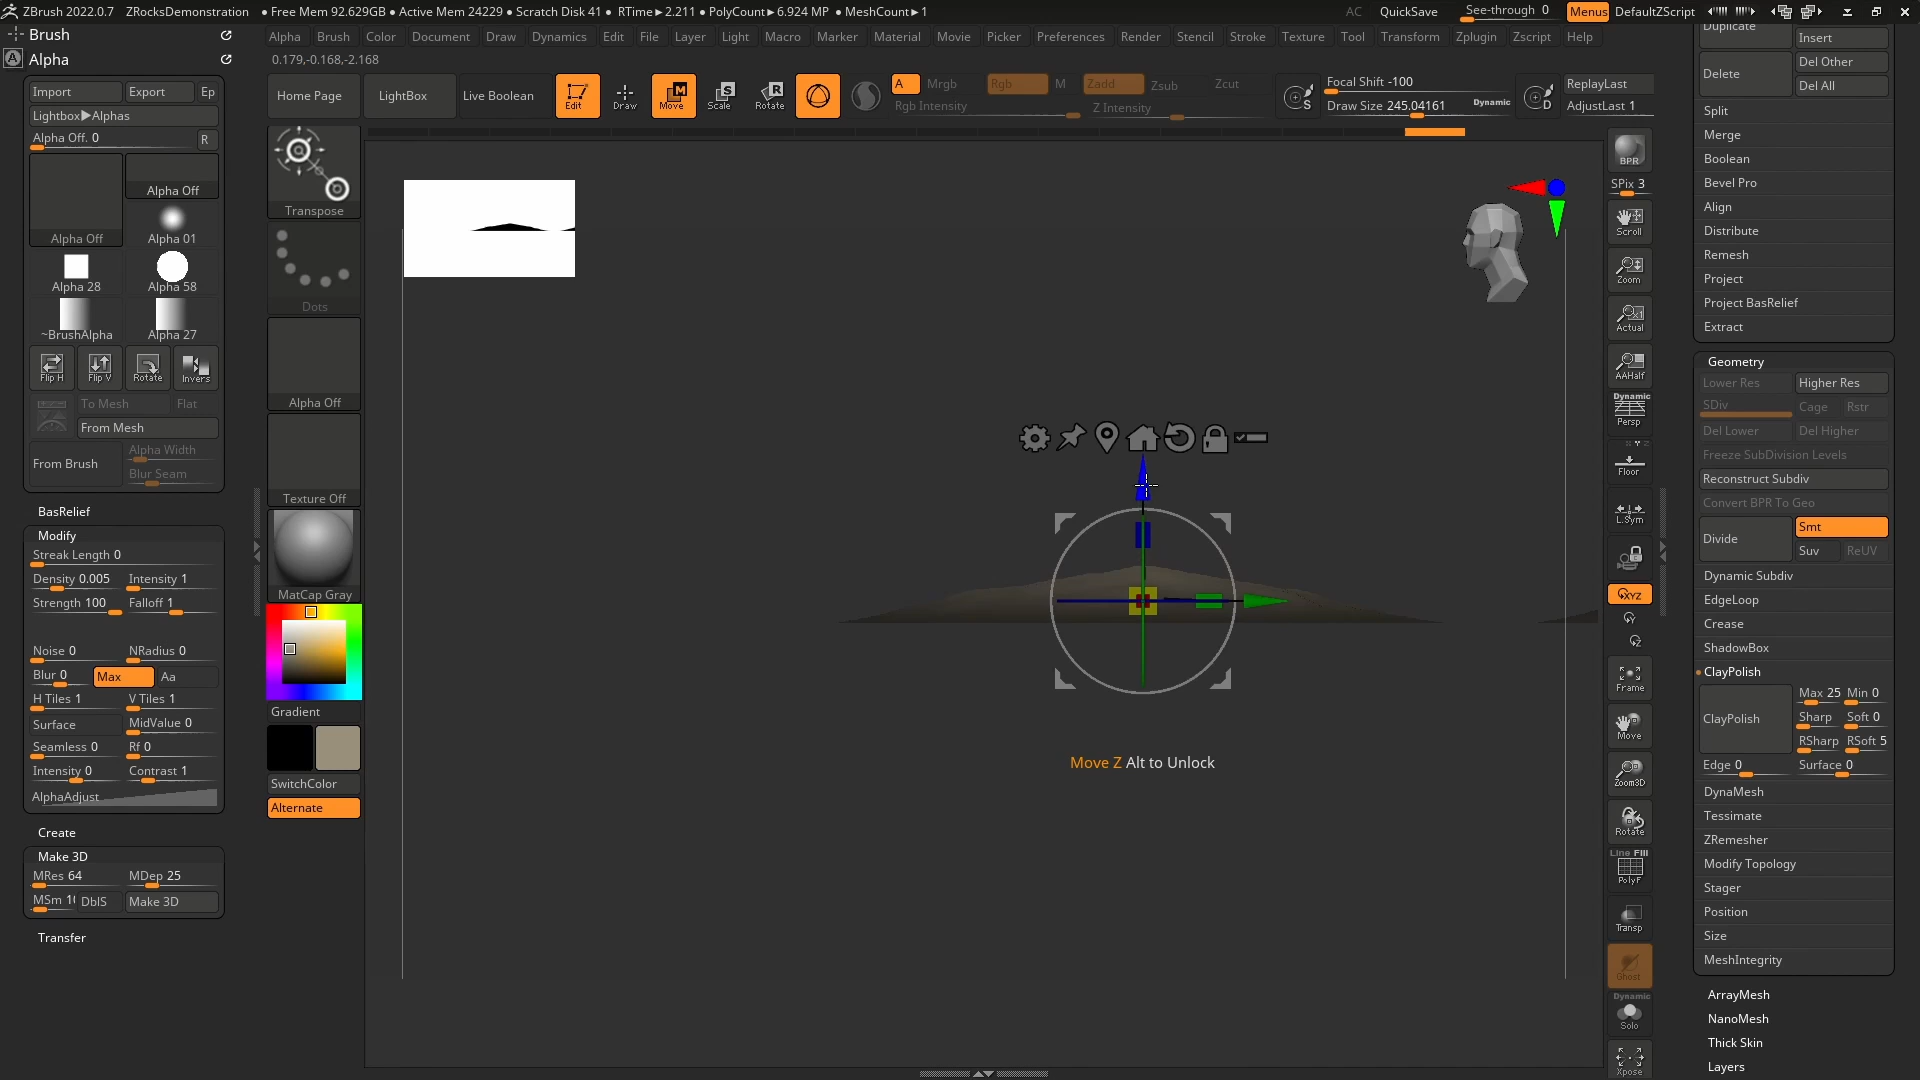 ZBrush 2022.0.7 ZRocksDemonstration ● Free Mem 92.629GB ● Active Mem 24229 ● Scratch Disk 41 ● RTime►2.211 ● PolyCount►6.924 MP ● MeshCount►1 AC QuickSave See-through 0 Menus DefaultZScript
Brush
Alpha
Alpha Brush Color Document Draw Dynamics Edit File Layer Light Macro Marker Material Movie Picker Preferences Render Stencil Stroke Texture Tool Transform Zplugin Zscript Help
0.179,-0.168,-2.168
Home Page LightBox Live Boolean Edit Draw Move Scale Rotate
A Mrgb Rgb M Zadd Zsub Zcut
Rgb Intensity Z Intensity
Focal Shift -100
Draw Size 245.04161 Dynamic
ReplayLast
AdjustLast 1
Import Export Ep
Lightbox►Alphas
Alpha Off. 0 R
Alpha Off
Alpha Off
Alpha 01
Alpha 28 Alpha 58
~BrushAlpha Alpha 27
Flip H Flip V Rotate Invers
To Mesh Flat
From Mesh
From Brush
Alpha Width
Blur Seam
BasRelief
Modify
Streak Length 0
Density 0.005 Intensity 1
Strength 100 Falloff 1
Noise 0 NRadius 0
Blur 0 Max Aa
H Tiles 1 V Tiles 1
Surface MidValue 0
Seamless 0 Rf 0
Intensity 0 Contrast 1
AlphaAdjust
Create
Make 3D
MRes 64 MDep 25
MSm 1 DblS Make 3D
Transfer
Transpose
Dots
Alpha Off
Texture Off
MatCap Gray
Gradient
SwitchColor
Alternate
Move Z Alt to Unlock
BPR
SPix 3
Scroll
Zoom
Actual
AAHalf
Dynamic
Persp
Floor
L.Sym
XYZ
Y
Z
Frame
Move
Zoom3D
Rotate
Line Fill
PolyF
Transp
Ghost
Dynamic
Solo
Xpose
Duplicate Insert
Delete Del Other
Del All
Split
Merge
Boolean
Bevel Pro
Align
Distribute
Remesh
Project
Project BasRelief
Extract
Geometry
Lower Res Higher Res
SDiv Cage Rstr
Del Lower Del Higher
Freeze SubDivision Levels
Reconstruct Subdiv
Convert BPR To Geo
Divide Smt
Suv ReUV
Dynamic Subdiv
EdgeLoop
Crease
ShadowBox
ClayPolish
ClayPolish Max 25 Min 0
Sharp Soft 0
RSharp RSoft 5
Edge 0 Surface 0
DynaMesh
Tessimate
ZRemesher
Modify Topology
Stager
Position
Size
MeshIntegrity
ArrayMesh
NanoMesh
Thick Skin
Layers